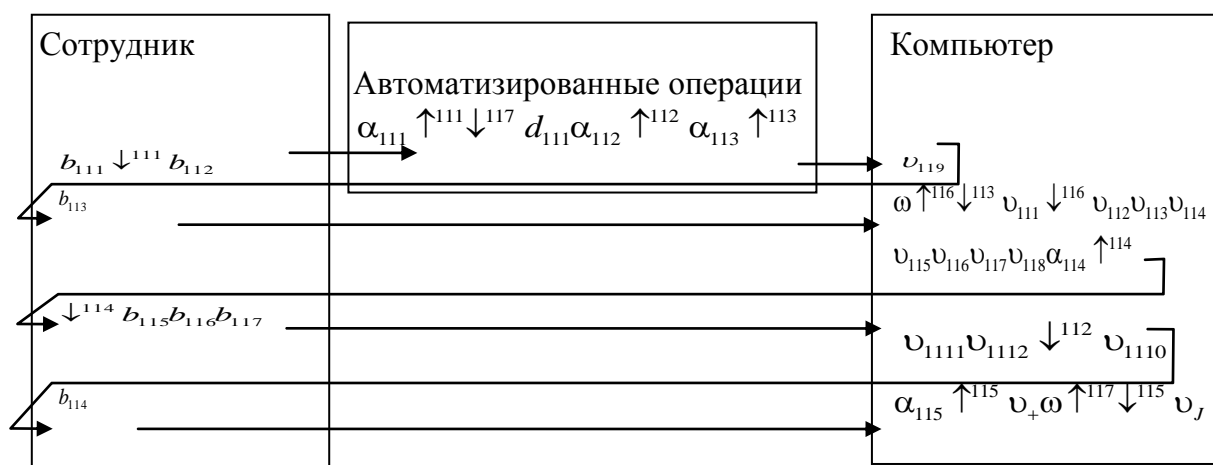 Сотрудник
Автоматизированные операции
Компьютер
α₁₁₁ ↑¹¹¹ ↓¹¹⁷ d₁₁₁α₁₁₂ ↑¹¹² α₁₁₃ ↑¹¹³
b₁₁₁ ↓¹¹¹ b₁₁₂
υ₁₁₉
b₁₁₃
ω ↑¹¹⁶ ↓¹¹³ υ₁₁₁ ↓¹¹⁶ υ₁₁₂υ₁₁₃υ₁₁₄
υ₁₁₅υ₁₁₆υ₁₁₇υ₁₁₈α₁₁₄ ↑¹¹⁴
↓¹¹⁴ b₁₁₅b₁₁₆b₁₁₇
υ₁₁₁₁υ₁₁₁₂ ↓¹¹² υ₁₁₁₀
b₁₁₄
α₁₁₅ ↑¹¹⁵ υ₊ω ↑¹¹⁷ ↓¹¹⁵ υ_J